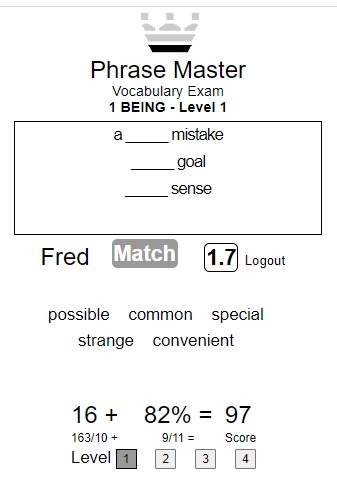 Phrase Master
Vocabulary Exam
1 BEING - Level 1
a _____ mistake
_____ goal
_____ sense
Fred Match 1.7 Logout
possible common special
strange convenient
16 + 82% = 97
163/10 + 9/11 = Score
Level 1 2 3 4